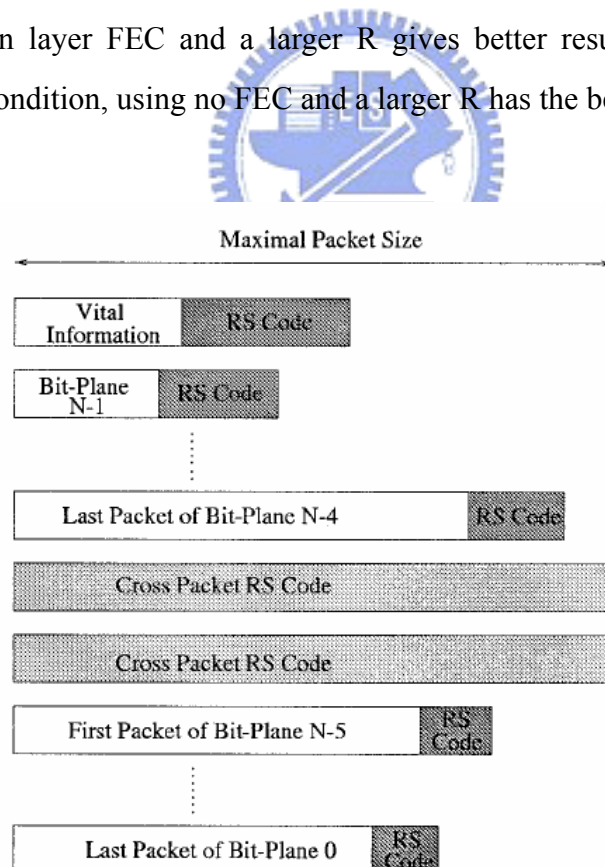 n layer FEC and a larger R gives better resu
ondition, using no FEC and a larger R has the be
Maximal Packet Size
Vital
Information
RS Code
Bit-Plane
N-1
RS Code
Last Packet of Bit-Plane N-4
RS Code
Cross Packet RS Code
Cross Packet RS Code
First Packet of Bit-Plane N-5
RS
Code
Last Packet of Bit-Plane 0
RS
Code